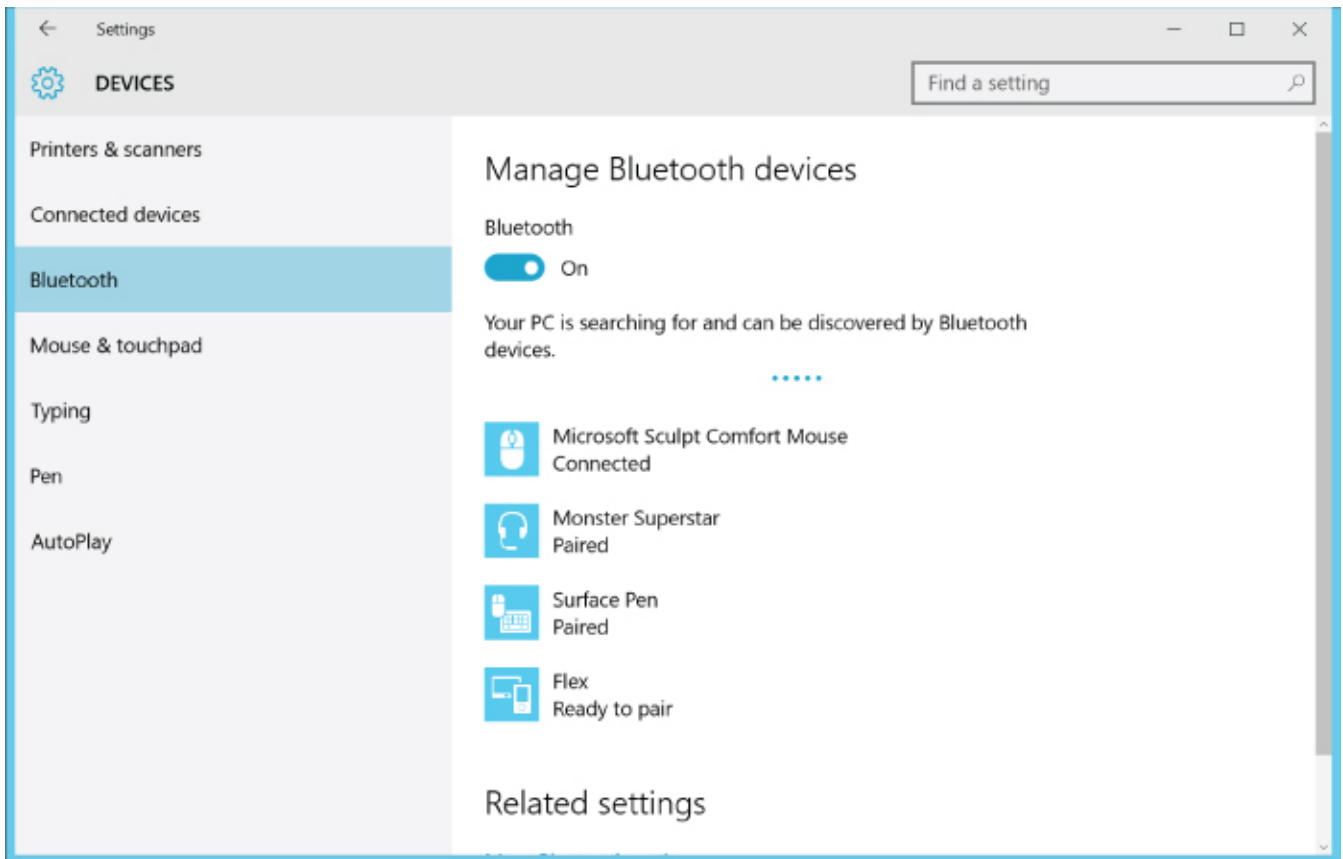 Settings
DEVICES
Find a setting
Printers & scanners
Connected devices
Bluetooth
Mouse & touchpad
Typing
Pen
AutoPlay
Manage Bluetooth devices
Bluetooth
On
Your PC is searching for and can be discovered by Bluetooth
devices.
Microsoft Sculpt Comfort Mouse
Connected
Monster Superstar
Paired
Surface Pen
Paired
Flex
Ready to pair
Related settings